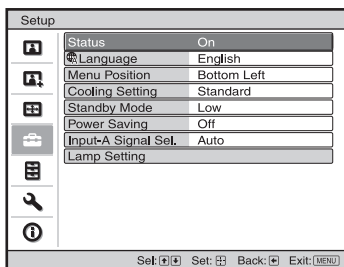 Setup
Status On
Language English
Menu Position Bottom Left
Cooling Setting Standard
Standby Mode Low
Power Saving Off
Input-A Signal Sel. Auto
Lamp Setting
Sel: Set: Back: Exit: MENU